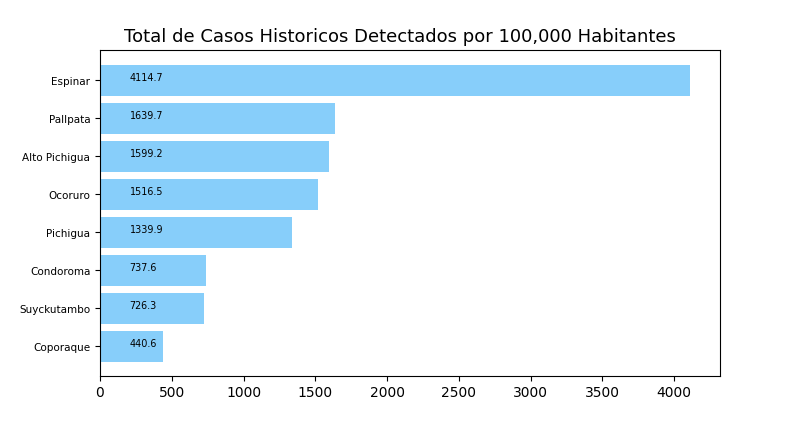 Total de Casos Historicos Detectados por 100,000 Habitantes
Espinar 4114.7
Pallpata 1639.7
Alto Pichigua 1599.2
Ocoruro 1516.5
Pichigua 1339.9
Condoroma 737.6
Suyckutambo 726.3
Coporaque 440.6
0 500 1000 1500 2000 2500 3000 3500 4000